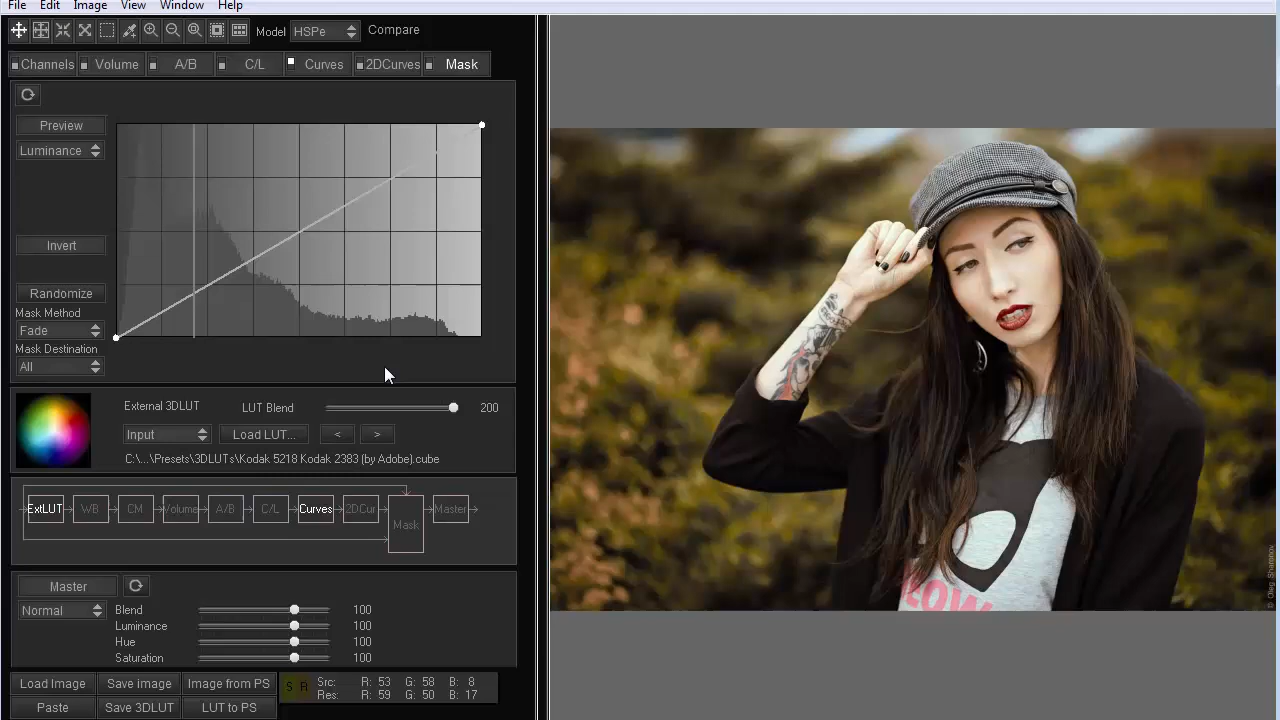 File Edit Image View Window Help
Model HSPe Compare
Channels Volume A/B C/L Curves 2DCurves Mask
Preview
Luminance
Invert
Randomize
Mask Method
Fade
Mask Destination
All
External 3DLUT LUT Blend 200
Input Load LUT... < >
C:\...\Presets\3DLUTs\Kodak 5218 Kodak 2383 (by Adobe).cube
ExtLUT WB CM Volume A/B C/L Curves 2DCur Mask Master
Master
Normal
Blend 100
Luminance 100
Hue 100
Saturation 100
Load Image Save image Image from PS S R Src: R: 53 G: 58 B: 8
Res: R: 59 G: 50 B: 17
Paste Save 3DLUT LUT to PS
LOW